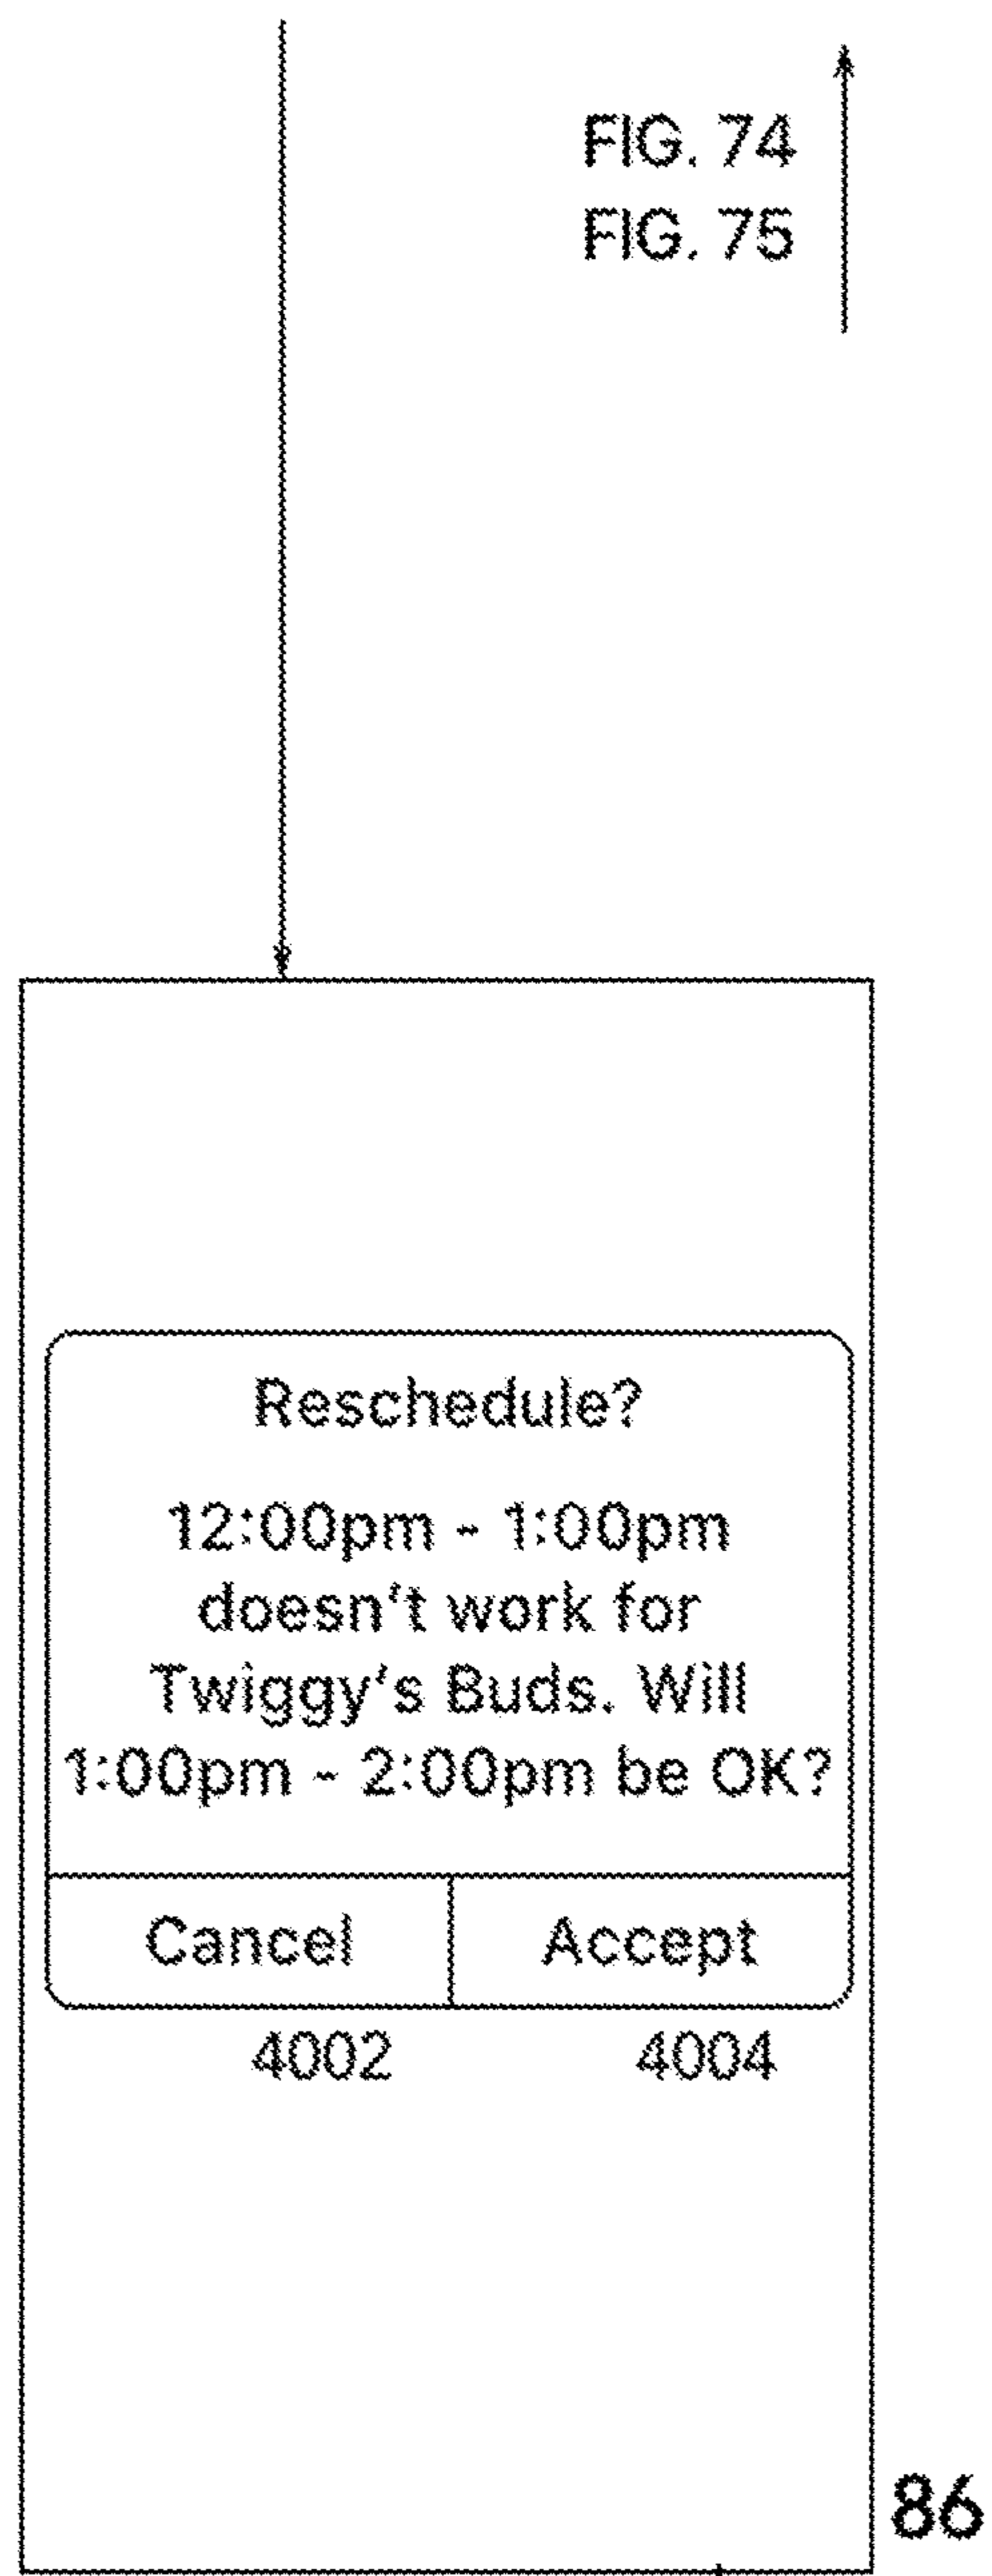 FIG. 74
FIG. 75
Reschedule?
12:00pm - 1:00pm
doesn't work for
Twiggy's Buds. Will
1:00pm - 2:00pm be OK?
Cancel Accept
4002 4004
86